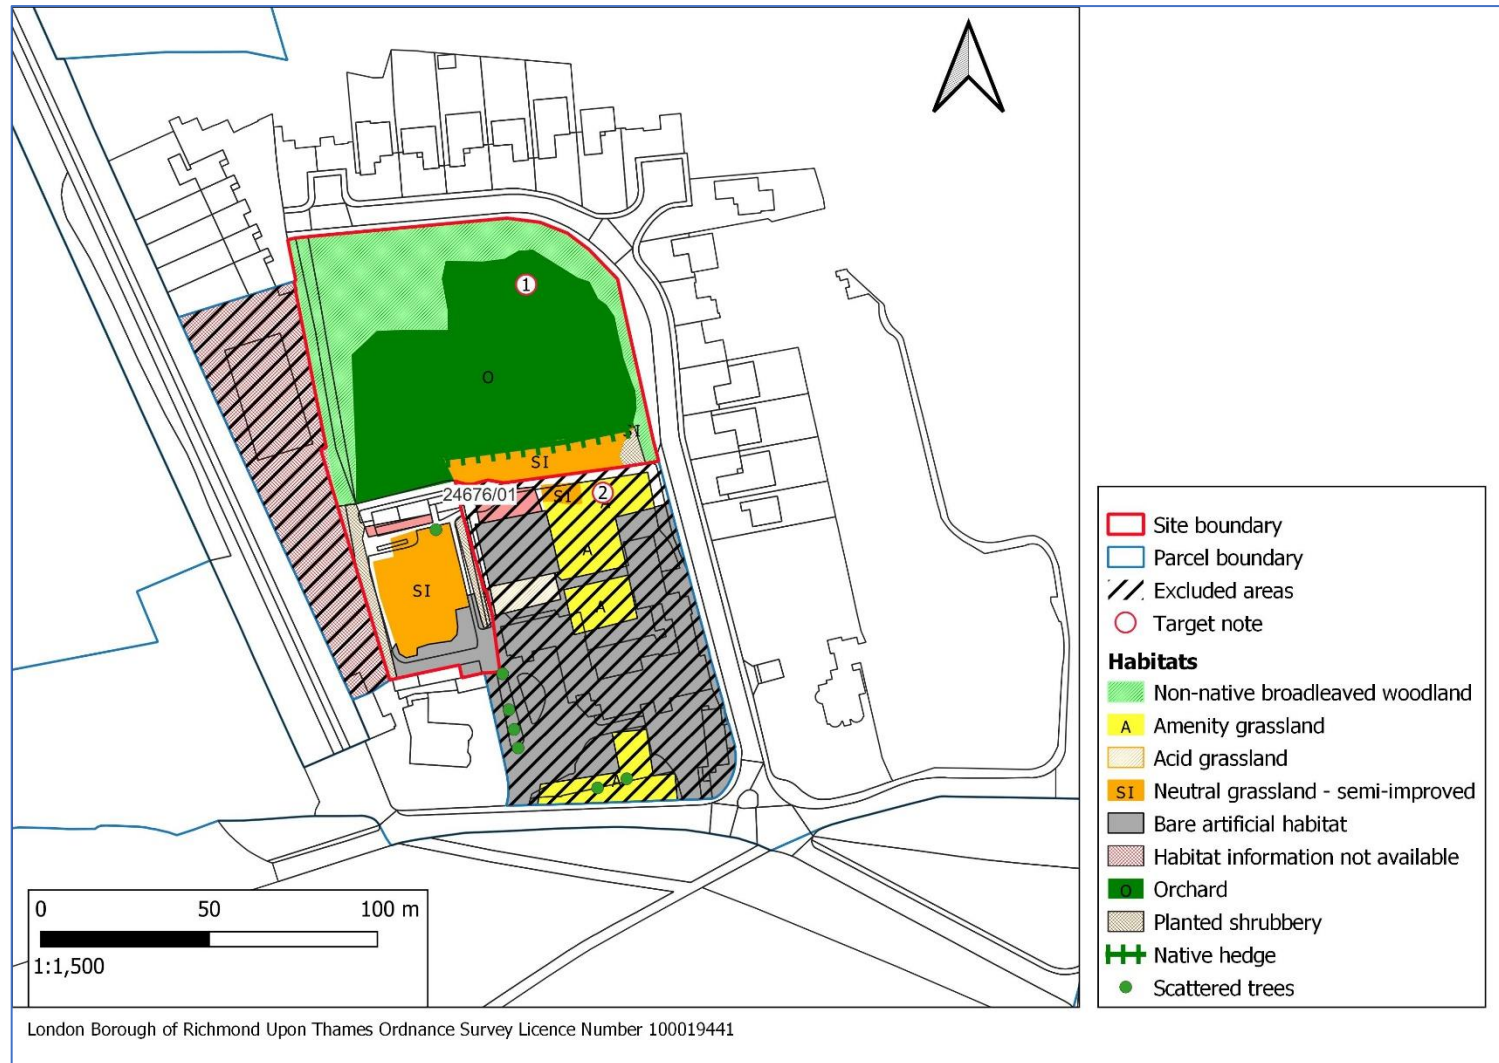 1
O
SI
SI
24676/01
SI
2
A
A
SI
A
A
0 50 100 m
1:1,500
Site boundary
Parcel boundary
Excluded areas
Target note
Habitats
Non-native broadleaved woodland
A Amenity grassland
Acid grassland
SI Neutral grassland - semi-improved
Bare artificial habitat
Habitat information not available
O Orchard
Planted shrubbery
Native hedge
Scattered trees
London Borough of Richmond Upon Thames Ordnance Survey Licence Number 100019441